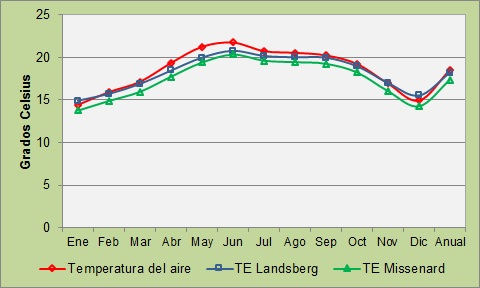 Grados Celsius
25
20
15
10
5
0
Ene Feb Mar Abr May Jun Jul Ago Sep Oct Nov Dic Anual
Temperatura del aire TE Landsberg TE Missenard